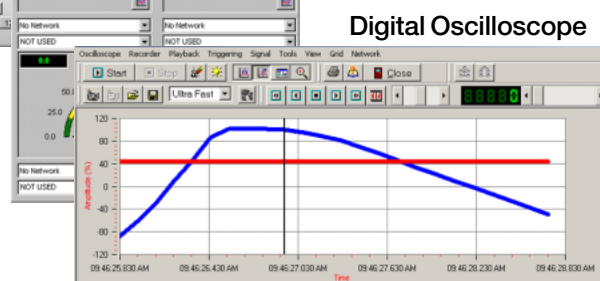 Digital Oscilloscope
No Network
No Network
NOT USED
NOT USED
0.0
50.
25.0
0.0
No Network
NOT USED
Oscilloscope Recorder Playback Triggering Signal Tools View Grid Network
Start Stop Close
Ultra Fast
0
120
80
40
0
-40
-80
-120
Amplitude (%)
09:46:25.830 AM 09:46:26.430 AM 09:46:27.030 AM 09:46:27.630 AM 09:46:28.230 AM 09:46:28.830 AM
Time